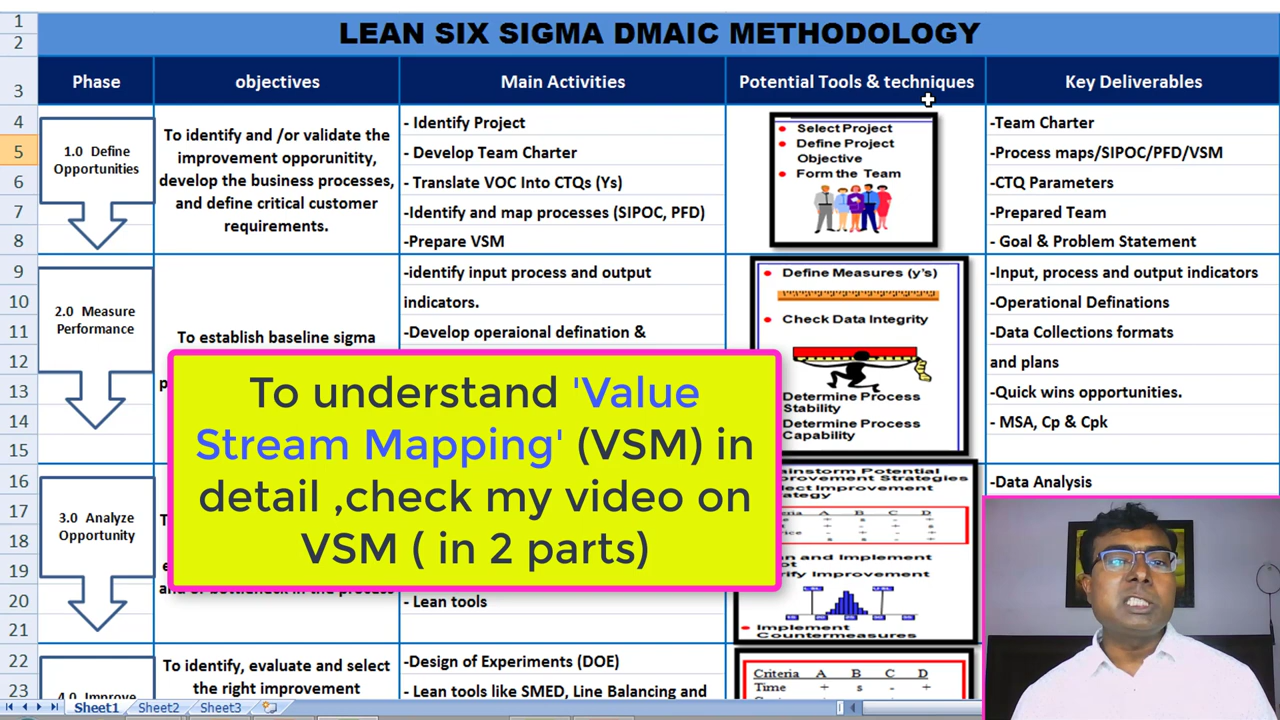 1
2
LEAN SIX SIGMA DMAIC METHODOLOGY
3
Phase
objectives
Main Activities
Potential Tools & techniques
Key Deliverables
4
5
6
7
8
1.0 Define
Opportunities
To identify and /or validate the
improvement opporunitity,
develop the business processes,
and define critical customer
requirements.
- Identify Project
- Develop Team Charter
- Translate VOC Into CTQs (Ys)
-Identify and map processes (SIPOC, PFD)
-Prepare VSM
Select Project
Define Project
Objective
Form the Team
-Team Charter
-Process maps/SIPOC/PFD/VSM
-CTQ Parameters
-Prepared Team
- Goal & Problem Statement
9
10
11
12
13
14
15
2.0 Measure
Performance
To establish baseline sigma
-identify input process and output
indicators.
-Develop operaional defination &
Define Measures (y's)
Check Data Integrity
Determine Process
Stability
Determine Process
Capability
-Input, process and output indicators
-Operational Definations
-Data Collections formats
and plans
-Quick wins opportunities.
- MSA, Cp & Cpk
To understand 'Value
Stream Mapping' (VSM) in
detail ,check my video on
VSM ( in 2 parts)
16
17
18
19
20
21
3.0 Analyze
Opportunity
- Lean tools
Potential
Strategies
Improvement
A B C D
and Implement
Improvement
Implement
Countermeasures
-Data Analysis
22
23
4.0 Improve
To identify, evaluate and select
the right improvement
-Design of Experiments (DOE)
-Lean tools like SMED, Line Balancing and
Criteria A B C D
Time + s - +
Sheet1
Sheet2
Sheet3